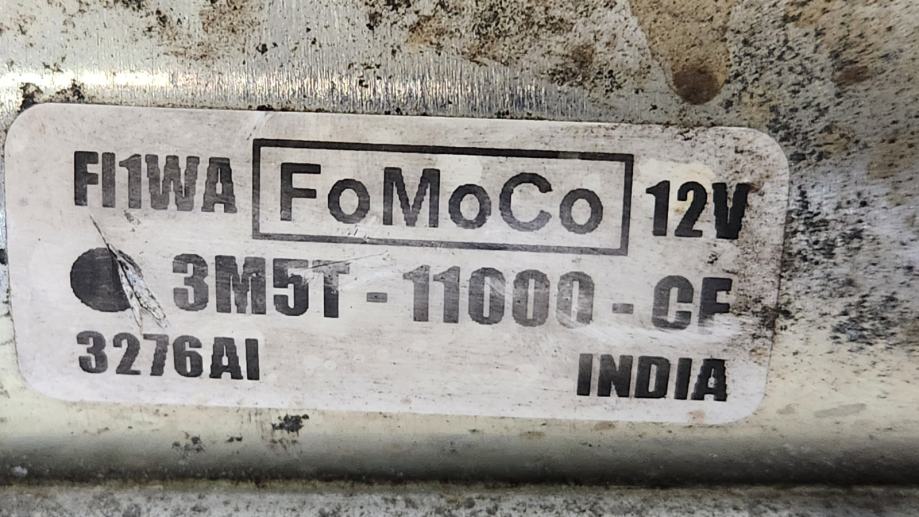 FI1WA FoMoCo 12V
3M5T-11000-CF
3276AI INDIA